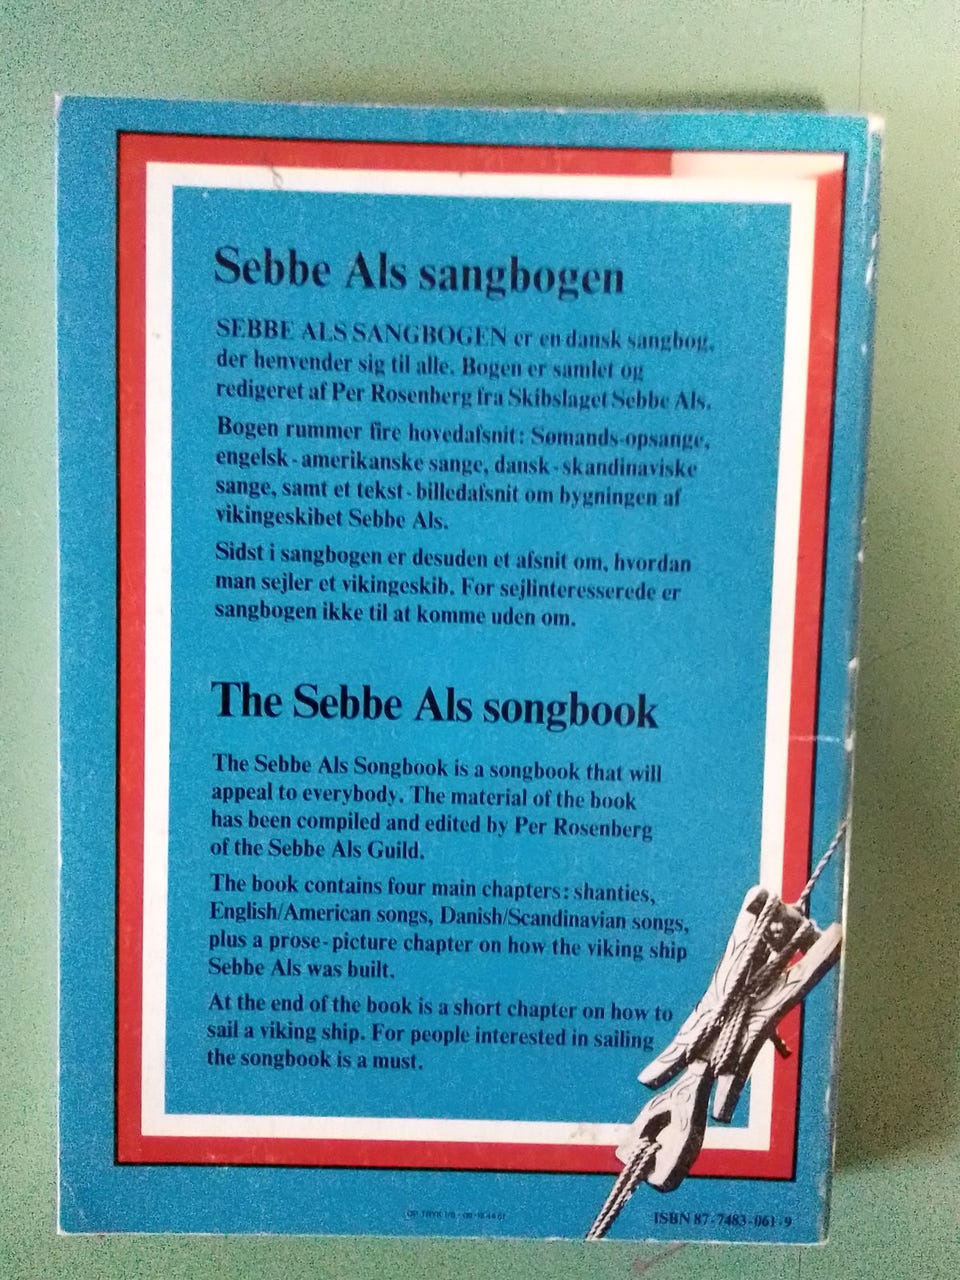 Sebbe Als sangbogen
SEBBE ALS SANGBOGEN er en dansk sangbog,
der henvender sig til alle. Bogen er samlet og
redigeret af Per Rosenberg fra Skibslaget Sebbe Als.
Bogen rummer fire hovedafsnit: Sømands-opsange,
engelsk-amerikanske sange, dansk-skandinaviske
sange, samt et tekst-billedafsnit om bygningen af
vikingeskibet Sebbe Als.
Sidst i sangbogen er desuden et afsnit om, hvordan
man sejler et vikingeskib. For sejlinteresserede er
sangbogen ikke til at komme uden om.
The Sebbe Als songbook
The Sebbe Als Songbook is a songbook that will
appeal to everybody. The material of the book
has been compiled and edited by Per Rosenberg
of the Sebbe Als Guild.
The book contains four main chapters: shanties,
English/American songs, Danish/Scandinavian songs,
plus a prose-picture chapter on how the viking ship
Sebbe Als was built.
At the end of the book is a short chapter on how to
sail a viking ship. For people interested in sailing
the songbook is a must.
ISBN 87-7483-061-9